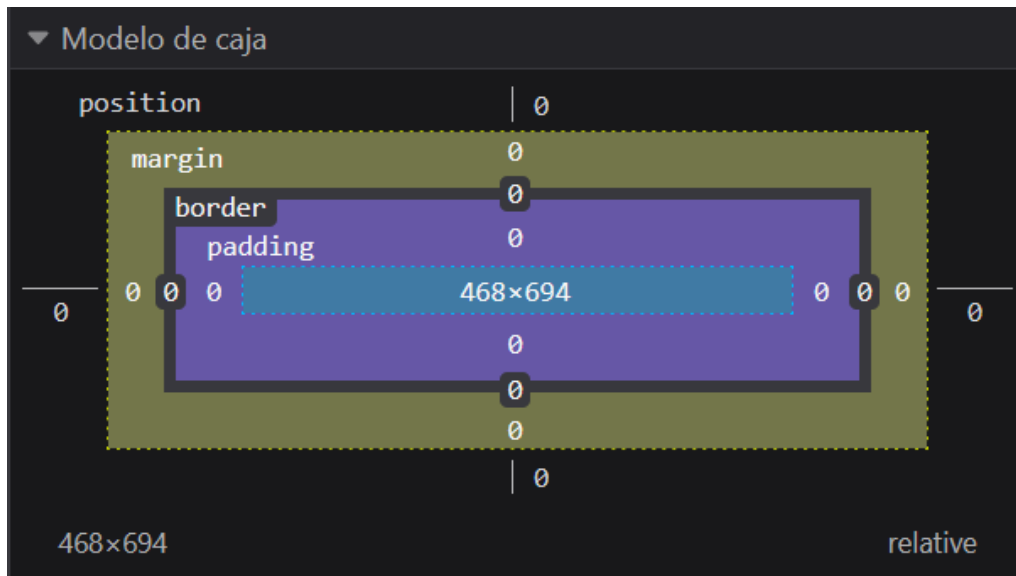 Modelo de caja
position 0
margin 0
border 0
padding 0
0 0 0 0 468×694 0 0 0 0
0
0
0
0
468×694 relative